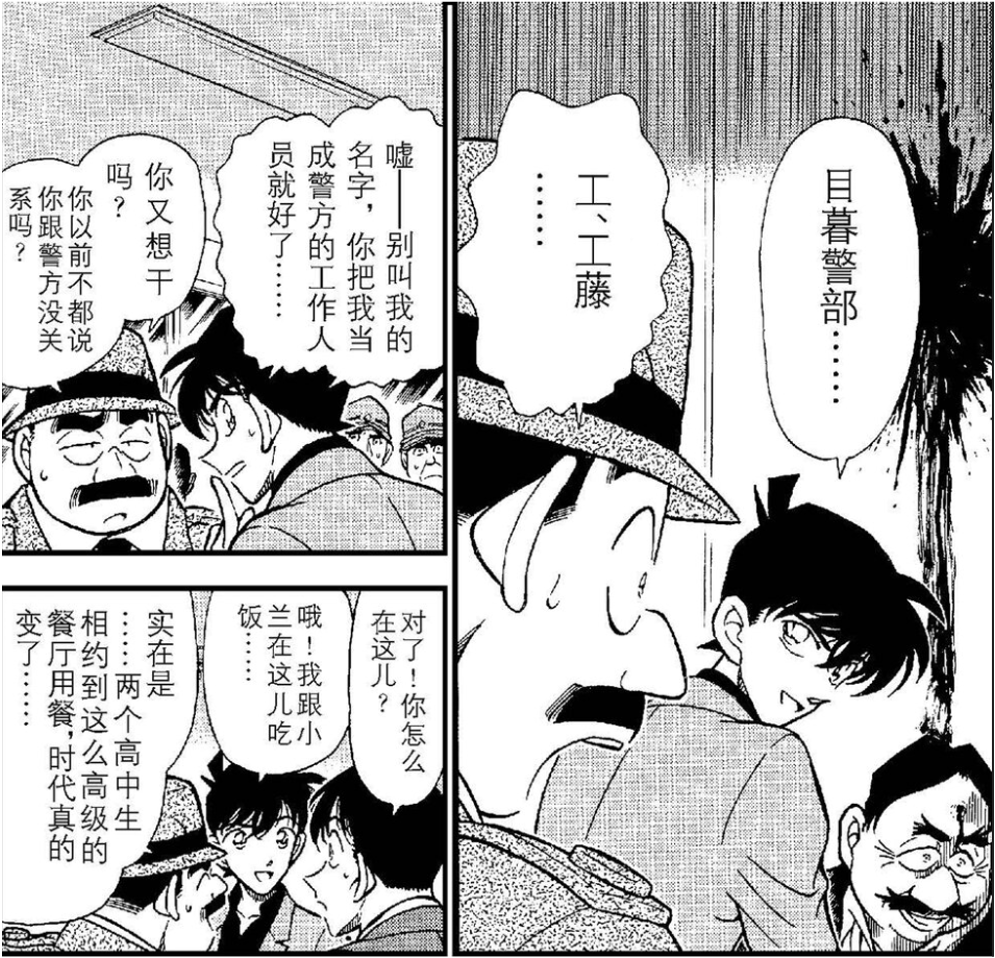 目暮警部……
工、工藤
……
嘘——别叫我的
名字，你把我当
成警方的工作人
员就好了……
你又想干
吗？
你以前不都说
你跟警方没关
系吗？
对了！你怎么
在这儿？
哦！我跟小
兰在这儿吃
饭……
实在是
……两个高中生
相约到这么高级的
餐厅用餐，时代真的
变了……